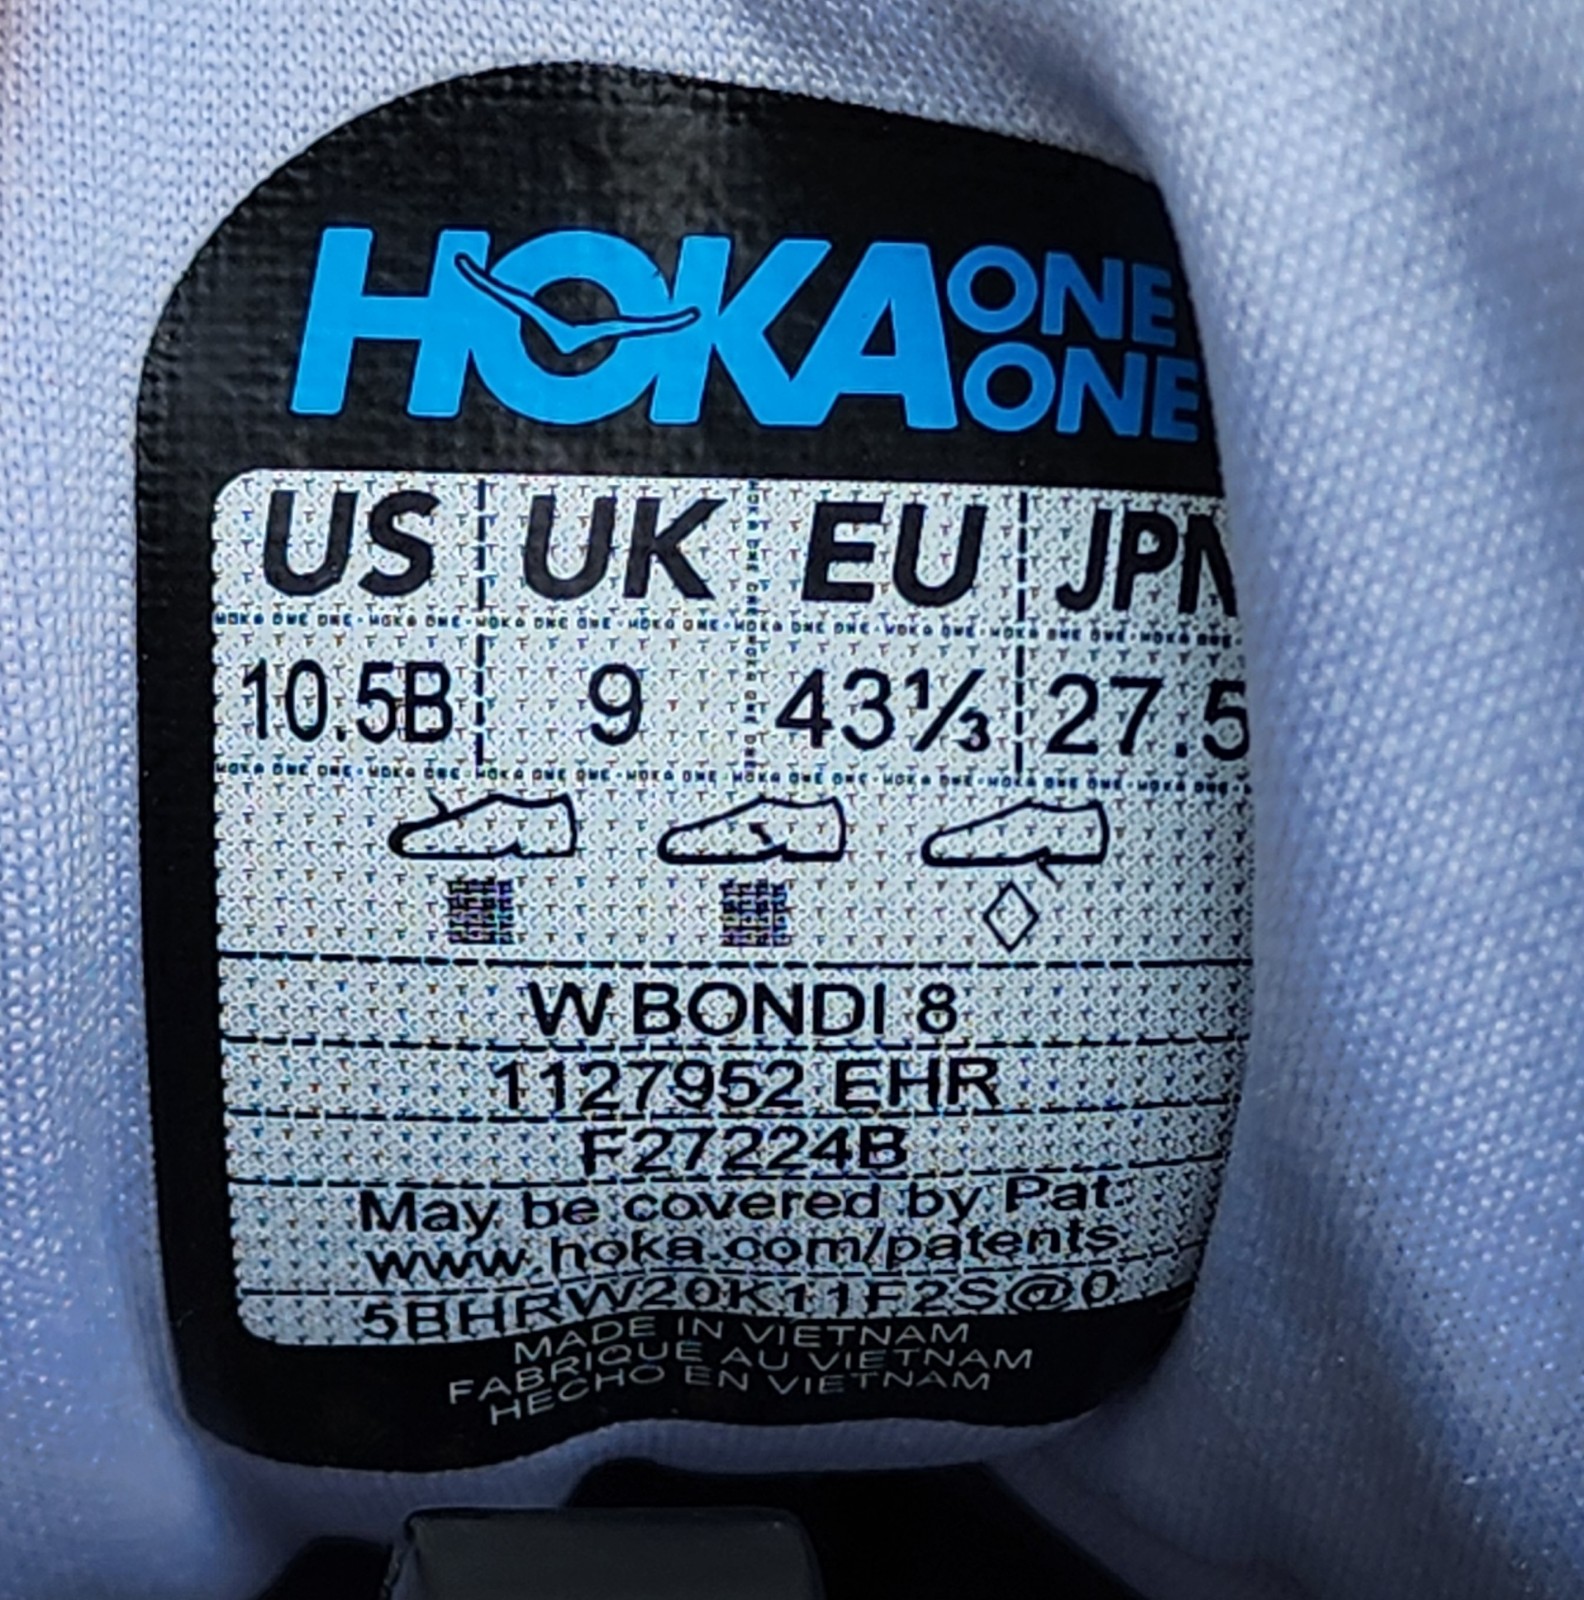 HOKA ONE ONE
US UK EU JPN
10.5B 9 43⅓ 27.5
W BONDI 8
1127952 EHR
F27224B
May be covered by Pat:
www.hoka.com/patents
5BHRW20K11F2S@0
MADE IN VIETNAM
FABRIQUE AU VIETNAM
HECHO EN VIETNAM